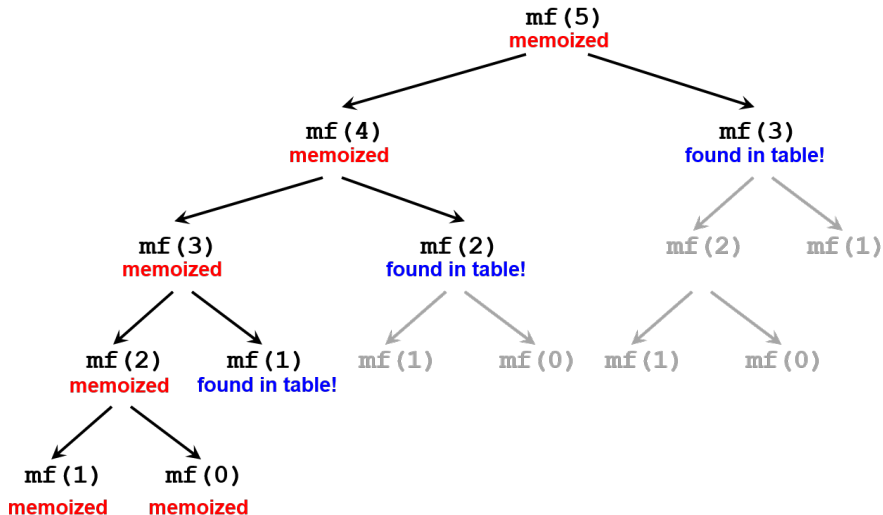 mf(5)
memoized
mf(4)
memoized
mf(3)
found in table!
mf(3)
memoized
mf(2)
found in table!
mf(2)
mf(1)
mf(2)
memoized
mf(1)
found in table!
mf(1)
mf(0)
mf(1)
mf(0)
mf(1)
memoized
mf(0)
memoized